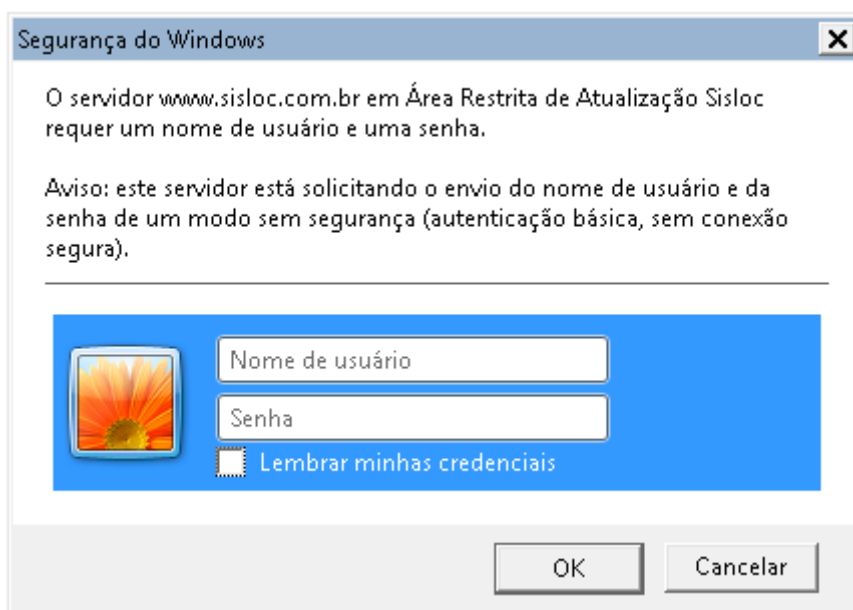 Segurança do Windows
O servidor www.sisloc.com.br em Área Restrita de Atualização Sisloc
requer um nome de usuário e uma senha.
Aviso: este servidor está solicitando o envio do nome de usuário e da
senha de um modo sem segurança (autenticação básica, sem conexão
segura).
Nome de usuário
Senha
Lembrar minhas credenciais
OK
Cancelar